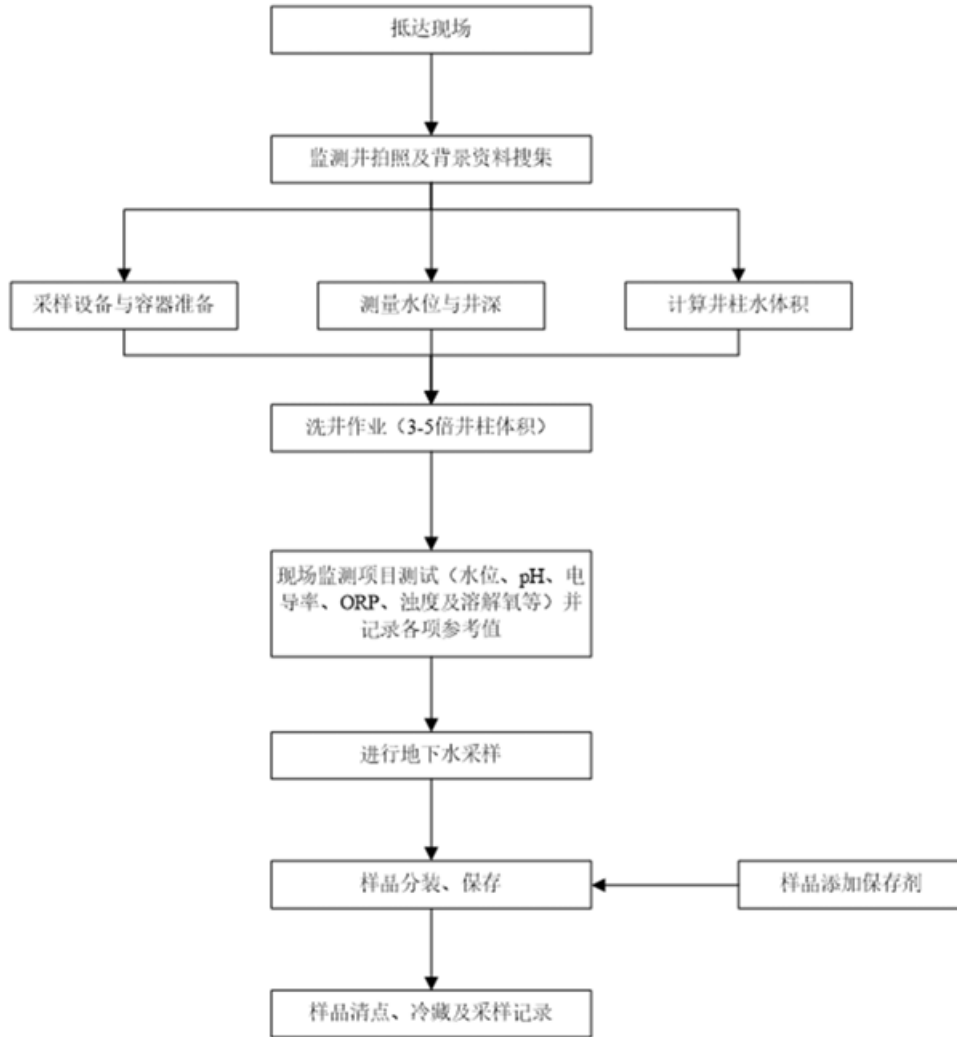 抵达现场
监测井拍照及背景资料搜集
采样设备与容器准备
测量水位与井深
计算井柱水体积
洗井作业（3-5倍井柱体积）
现场监测项目测试（水位、pH、电
导率、ORP、浊度及溶解氧等）并
记录各项参考值
进行地下水采样
样品分装、保存
样品添加保存剂
样品清点、冷藏及采样记录